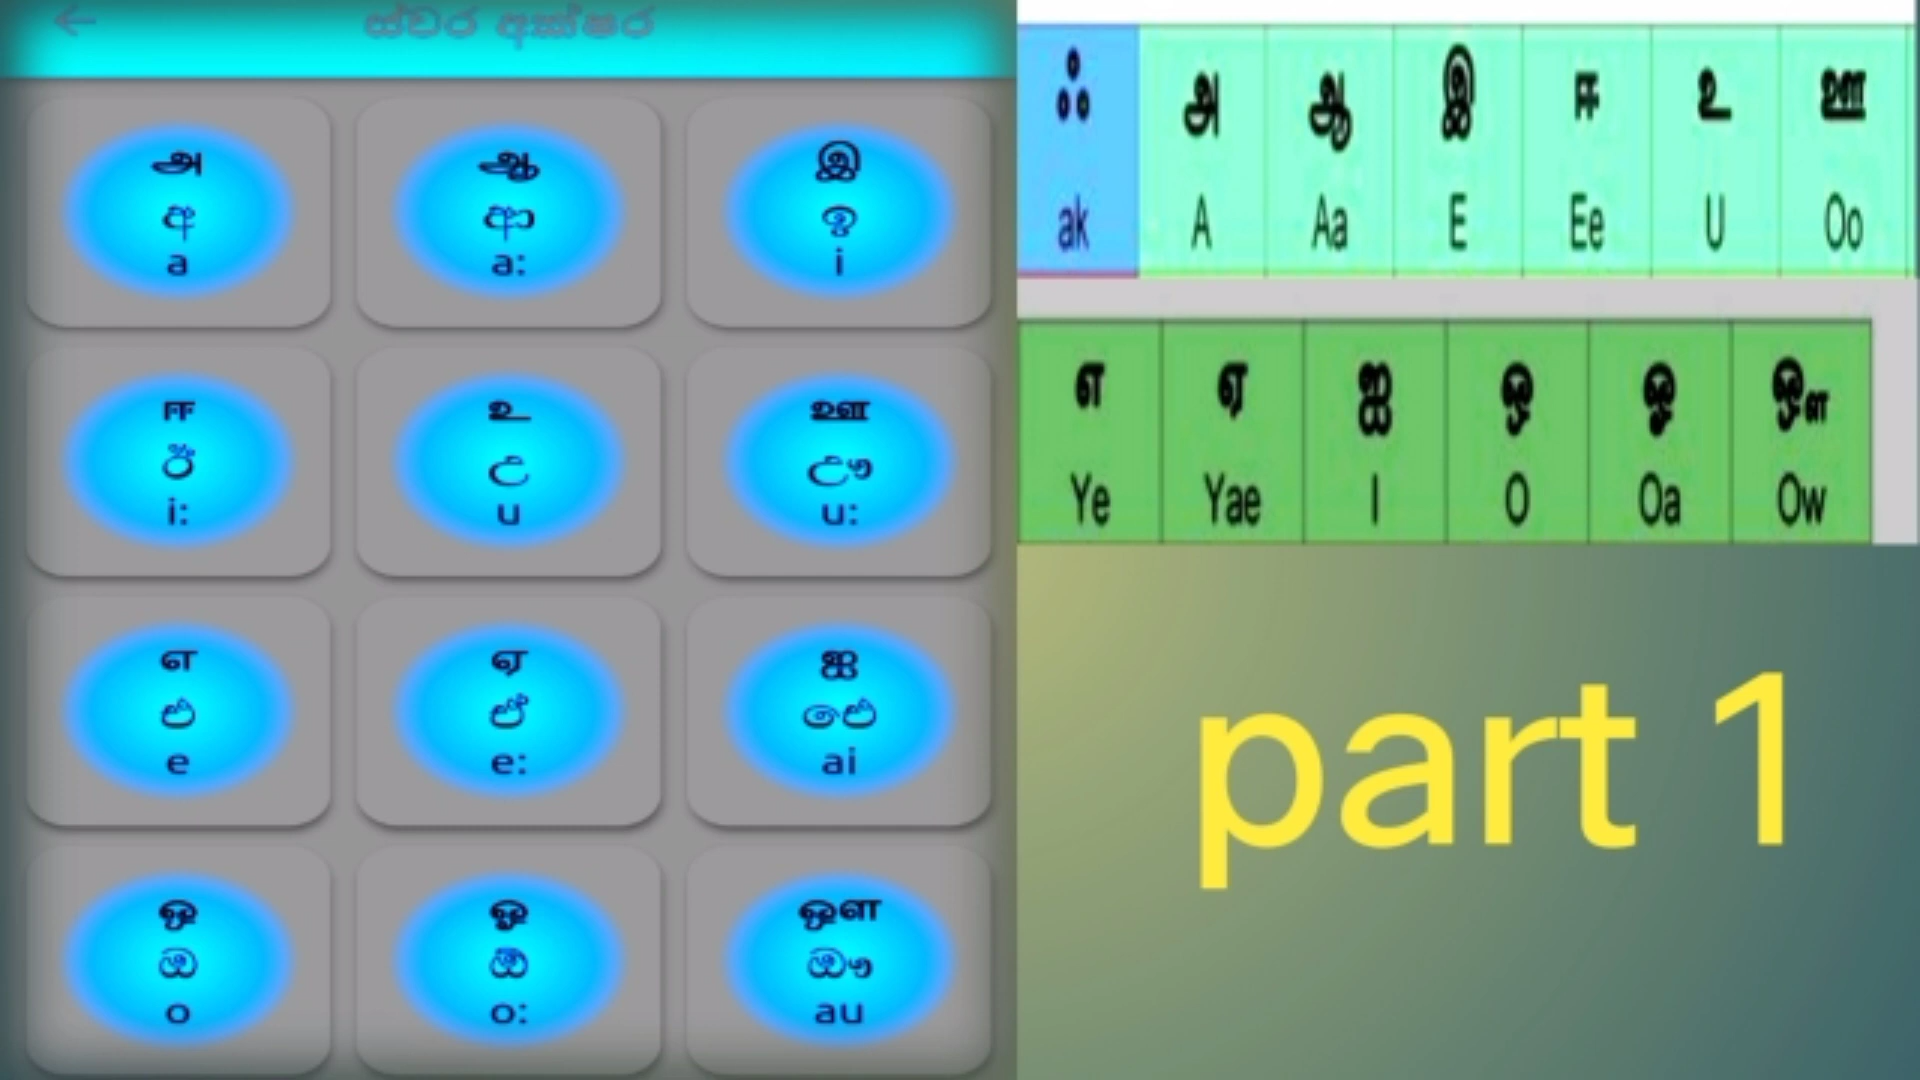 ← ස්වර අක්ෂර
அ ஆ இ
අ ආ ඉ
a a: i
ஈ உ ஊ
ඊ උ ඌ
i: u u:
எ ஏ ஐ
එ ඒ ඓ
e e: ai
ஒ ஓ ஔ
ඔ ඕ ඖ
o o: au
ஃ அ ஆ இ ஈ உ ஊ
ak A Aa E Ee U Oo
எ ஏ ஐ ஒ ஓ ஔ
Ye Yae I O Oa Ow
part 1